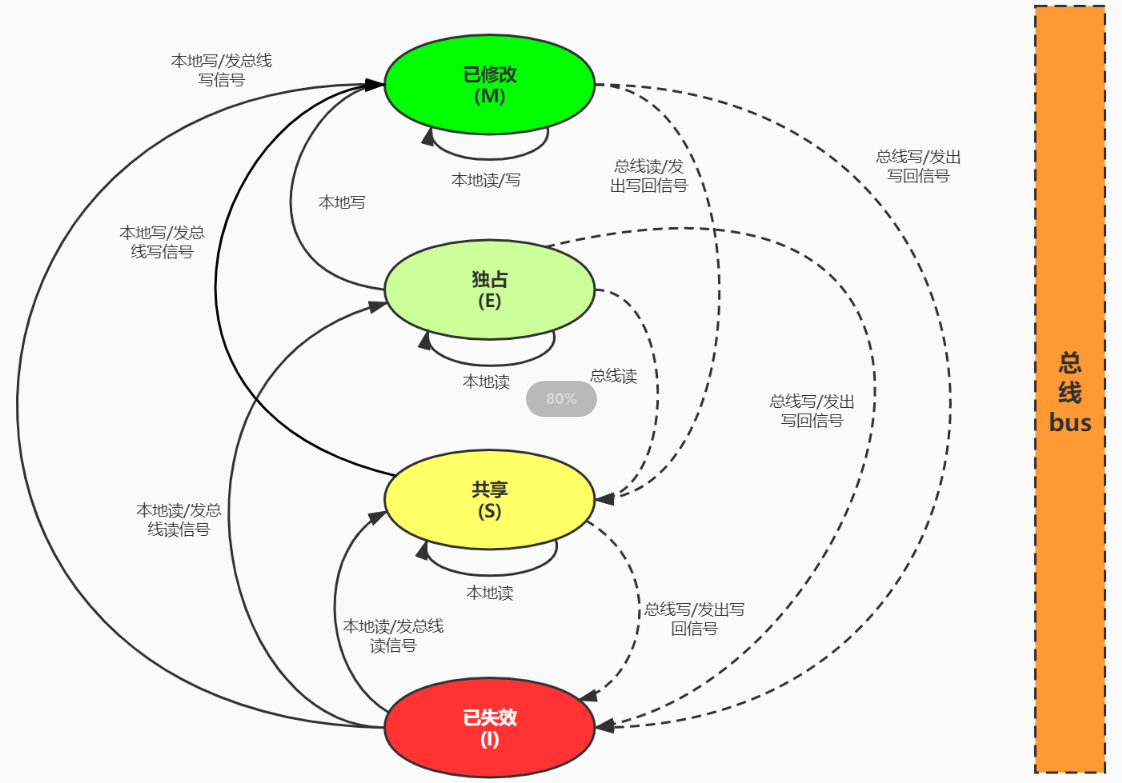 本地写/发总线
写信号
已修改
(M)
本地读/写
总线读/发
出写回信号
总线写/发出
写回信号
本地写
本地写/发总
线写信号
独占
(E)
本地读
总线读
80%
总线写/发出
写回信号
总
线
bus
共享
(S)
本地读
本地读/发总
线读信号
本地读/发总线
读信号
总线写/发出写
回信号
已失效
(I)